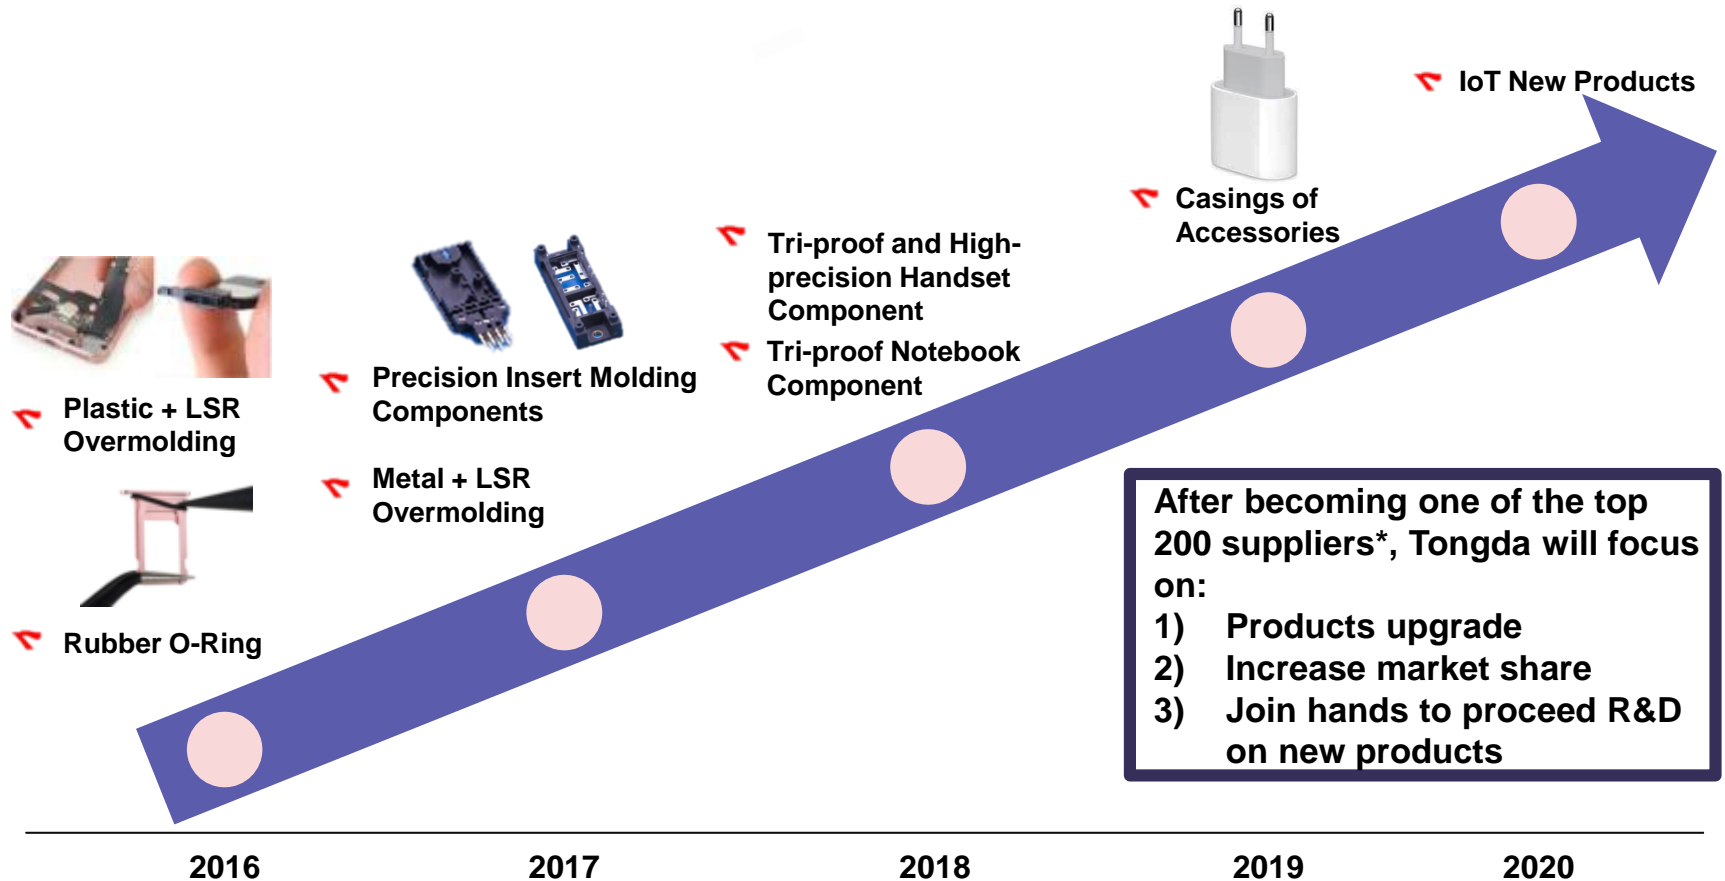 Plastic + LSR
Overmolding
Rubber O-Ring
Precision Insert Molding
Components
Metal + LSR
Overmolding
Tri-proof and High-
precision Handset
Component
Tri-proof Notebook
Component
Casings of
Accessories
IoT New Products
After becoming one of the top
200 suppliers*, Tongda will focus
on:
1) Products upgrade
2) Increase market share
3) Join hands to proceed R&D
on new products
2016 2017 2018 2019 2020